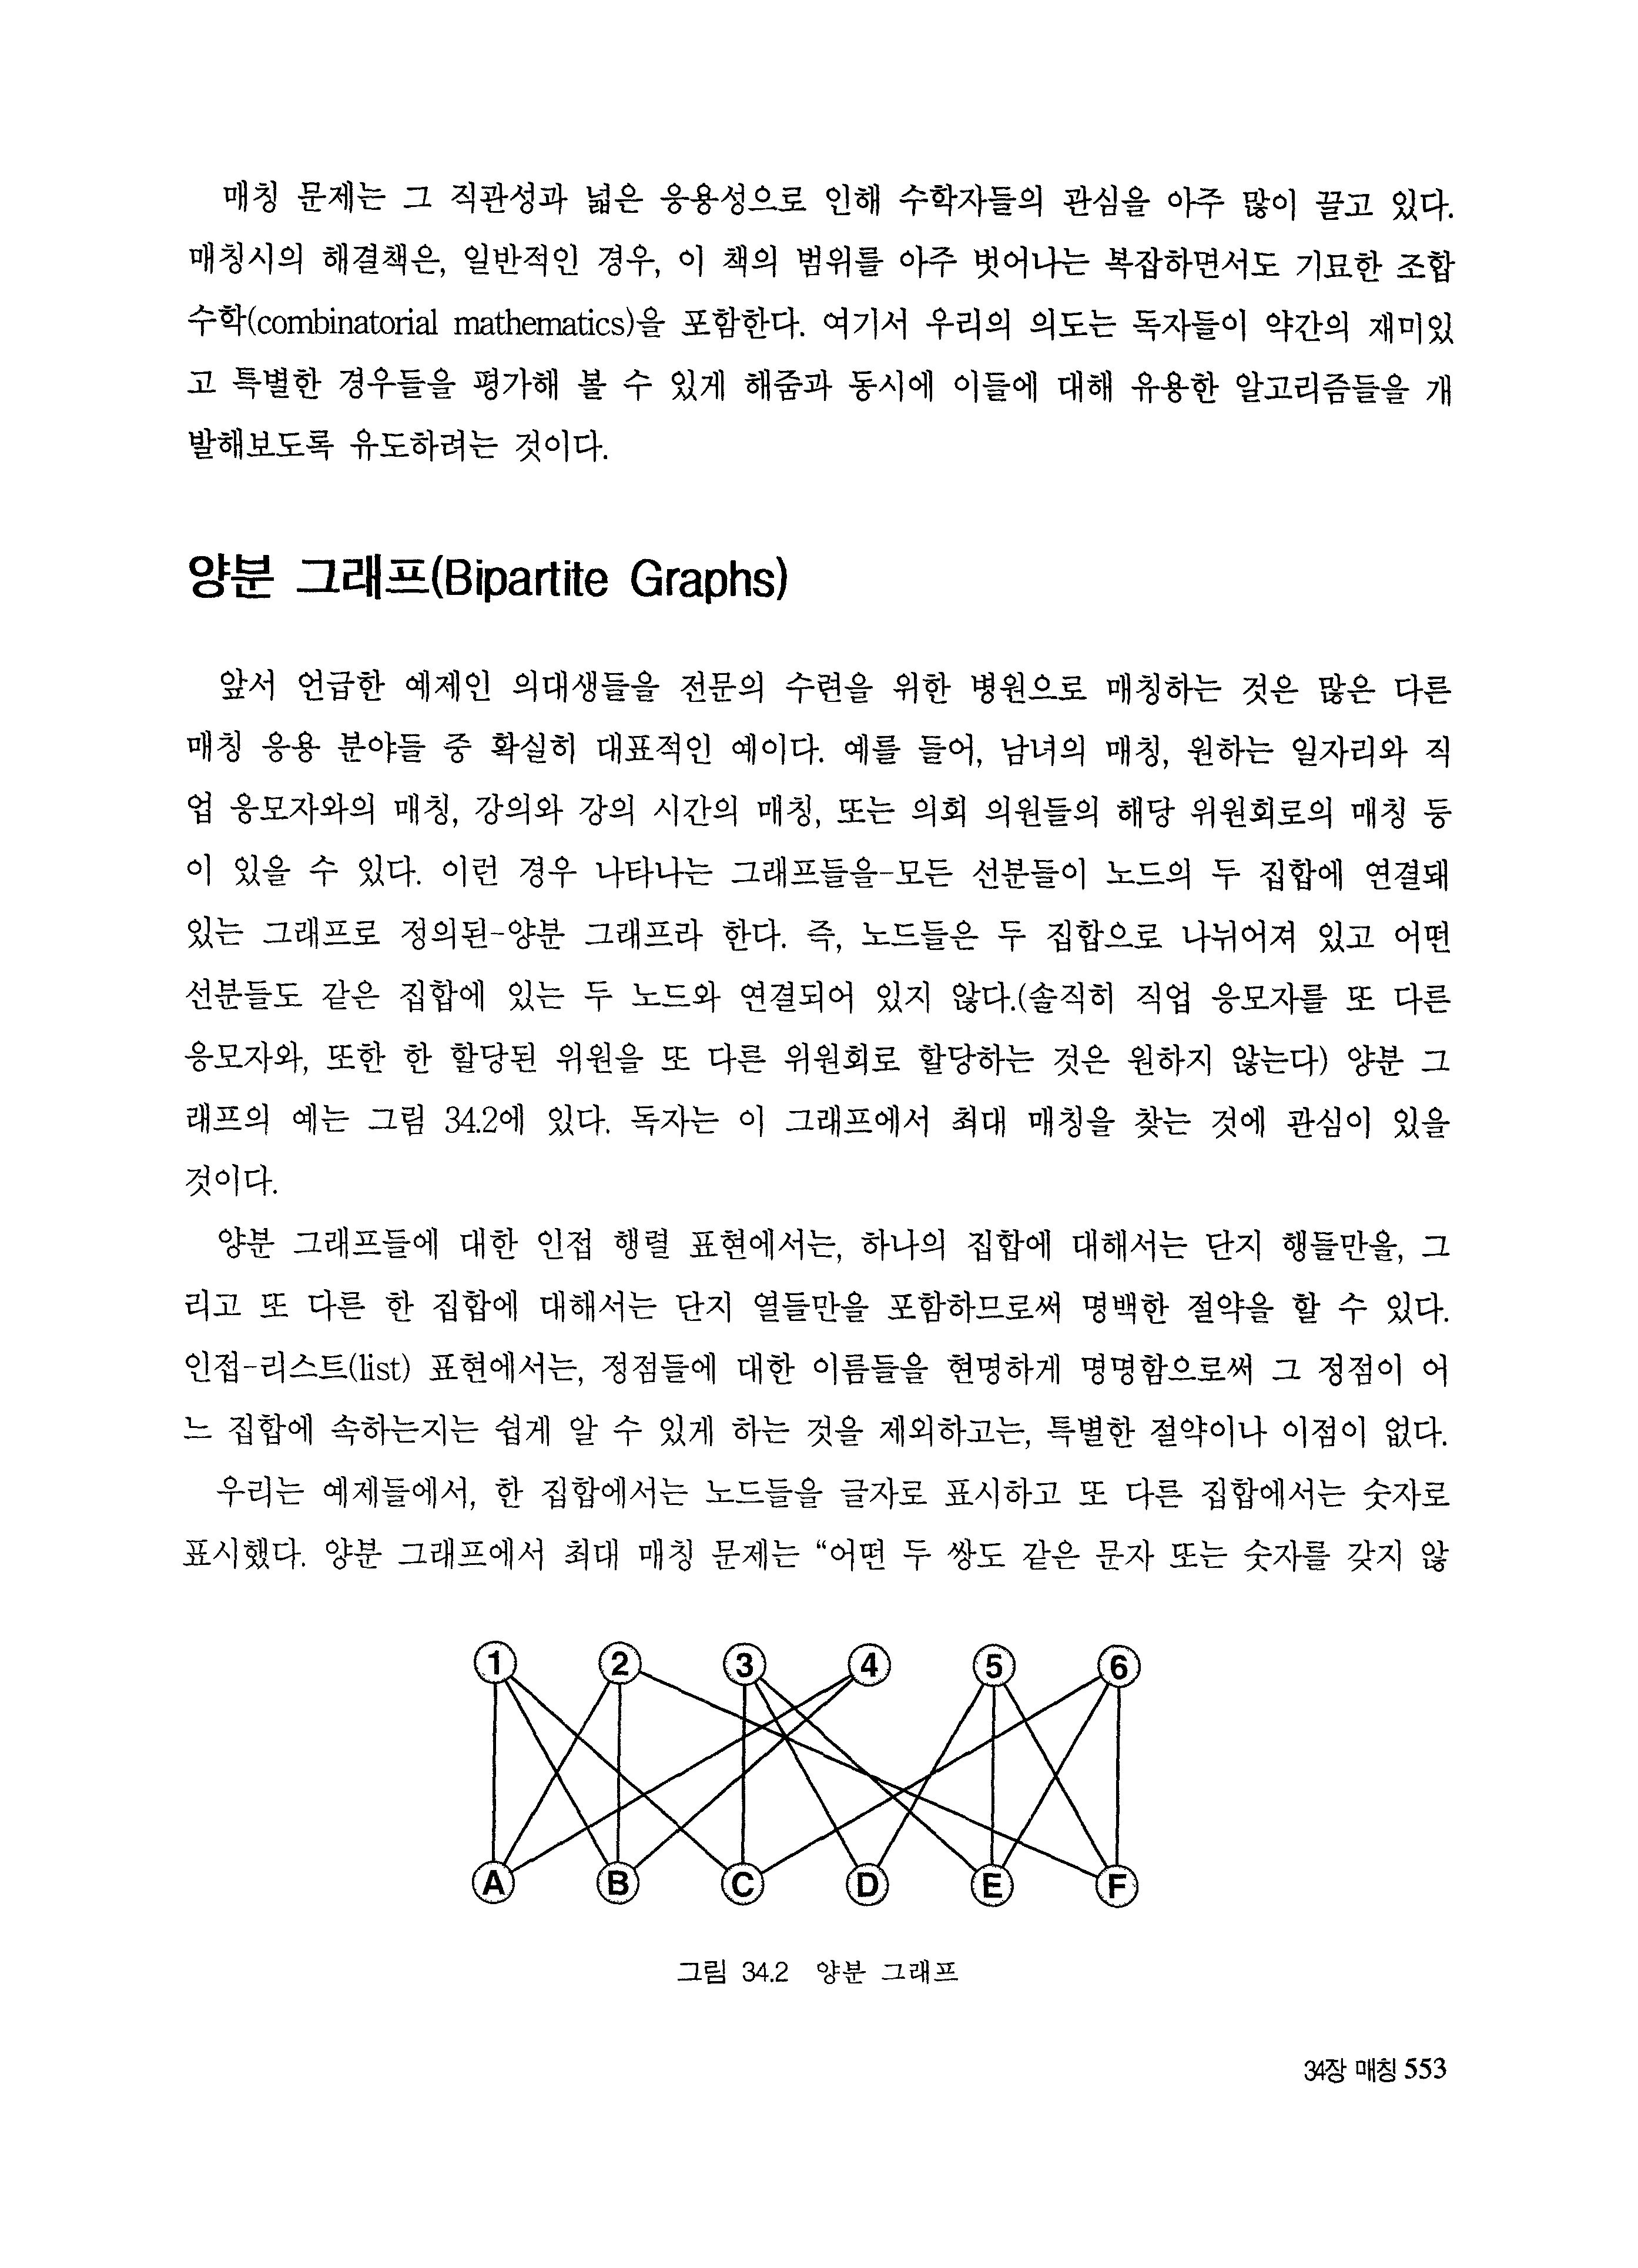 매칭 문제는 그 직관성과 넓은 응용성으로 인해 수학자들의 관심을 아주 많이 끌고 있다.
매칭시의 해결책은, 일반적인 경우, 이 책의 범위를 아주 벗어나는 복잡하면서도 기묘한 조합
수학(combinatorial mathematics)을 포함한다. 여기서 우리의 의도는 독자들이 약간의 재미있
고 특별한 경우들을 평가해 볼 수 있게 해줌과 동시에 이들에 대해 유용한 알고리즘들을 개
발해보도록 유도하려는 것이다.
양분 그래프(Bipartite Graphs)
앞서 언급한 예제인 의대생들을 전문의 수련을 위한 병원으로 매칭하는 것은 많은 다른
매칭 응용 분야들 중 확실히 대표적인 예이다. 예를 들어, 남녀의 매칭, 원하는 일자리와 직
업 응모자와의 매칭, 강의와 강의 시간의 매칭, 또는 의회 의원들의 해당 위원회로의 매칭 등
이 있을 수 있다. 이런 경우 나타나는 그래프들을-모든 선분들이 노드의 두 집합에 연결돼
있는 그래프로 정의된-양분 그래프라 한다. 즉, 노드들은 두 집합으로 나뉘어져 있고 어떤
선분들도 같은 집합에 있는 두 노드와 연결되어 있지 않다.(솔직히 직업 응모자를 또 다른
응모자와, 또한 한 할당된 위원을 또 다른 위원회로 할당하는 것은 원하지 않는다) 양분 그
래프의 예는 그림 34.2에 있다. 독자는 이 그래프에서 최대 매칭을 찾는 것에 관심이 있을
것이다.
양분 그래프들에 대한 인접 행렬 표현에서는, 하나의 집합에 대해서는 단지 행들만을, 그
리고 또 다른 한 집합에 대해서는 단지 열들만을 포함하므로써 명백한 절약을 할 수 있다.
인접-리스트(list) 표현에서는, 정점들에 대한 이름들을 현명하게 명명함으로써 그 정점이 어
느 집합에 속하는지는 쉽게 알 수 있게 하는 것을 제외하고는, 특별한 절약이나 이점이 없다.
우리는 예제들에서, 한 집합에서는 노드들을 글자로 표시하고 또 다른 집합에서는 숫자로
표시했다. 양분 그래프에서 최대 매칭 문제는 “어떤 두 쌍도 같은 문자 또는 숫자를 갖지 않
1 2 3 4 5 6
A B C D E F
그림 34.2 양분 그래프
34장 매칭 553